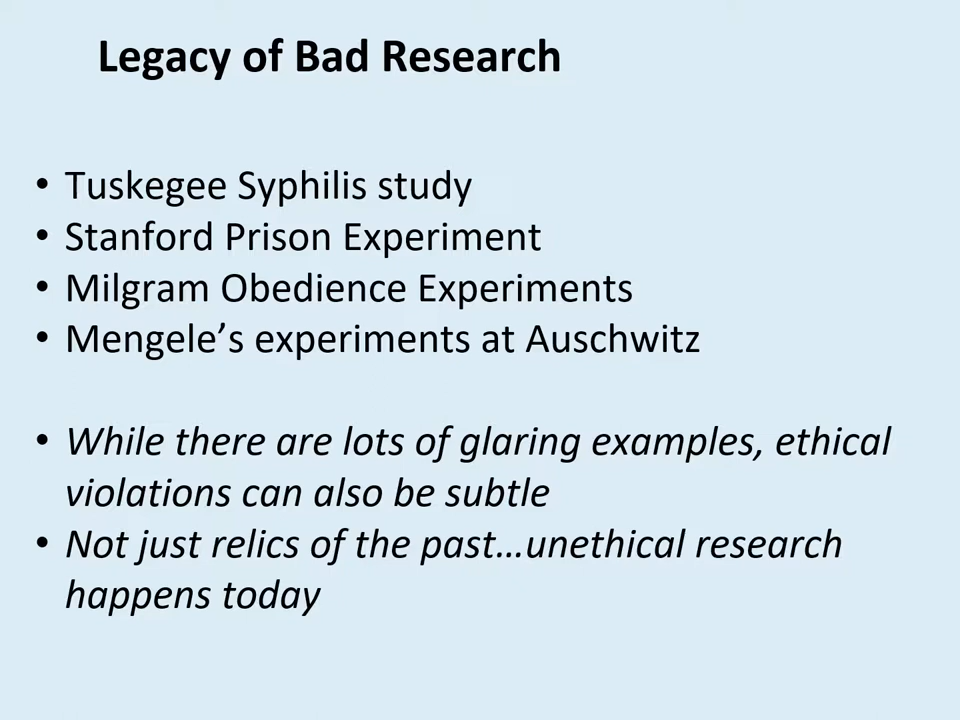 Legacy of Bad Research
• Tuskegee Syphilis study
• Stanford Prison Experiment
• Milgram Obedience Experiments
• Mengele’s experiments at Auschwitz
• While there are lots of glaring examples, ethical
violations can also be subtle
• Not just relics of the past…unethical research
happens today